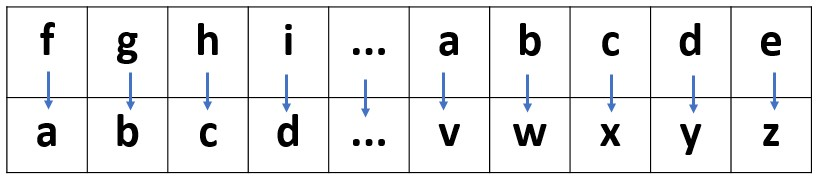 f g h i ... a b c d e
a b c d ... v w x y z